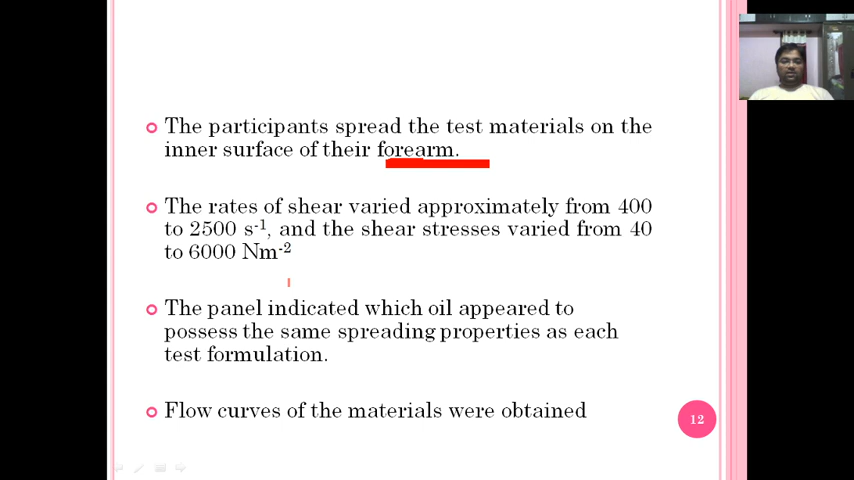 The participants spread the test materials on the
inner surface of their forearm.
The rates of shear varied approximately from 400
to 2500 s-1, and the shear stresses varied from 40
to 6000 Nm-2
The panel indicated which oil appeared to
possess the same spreading properties as each
test formulation.
Flow curves of the materials were obtained
12